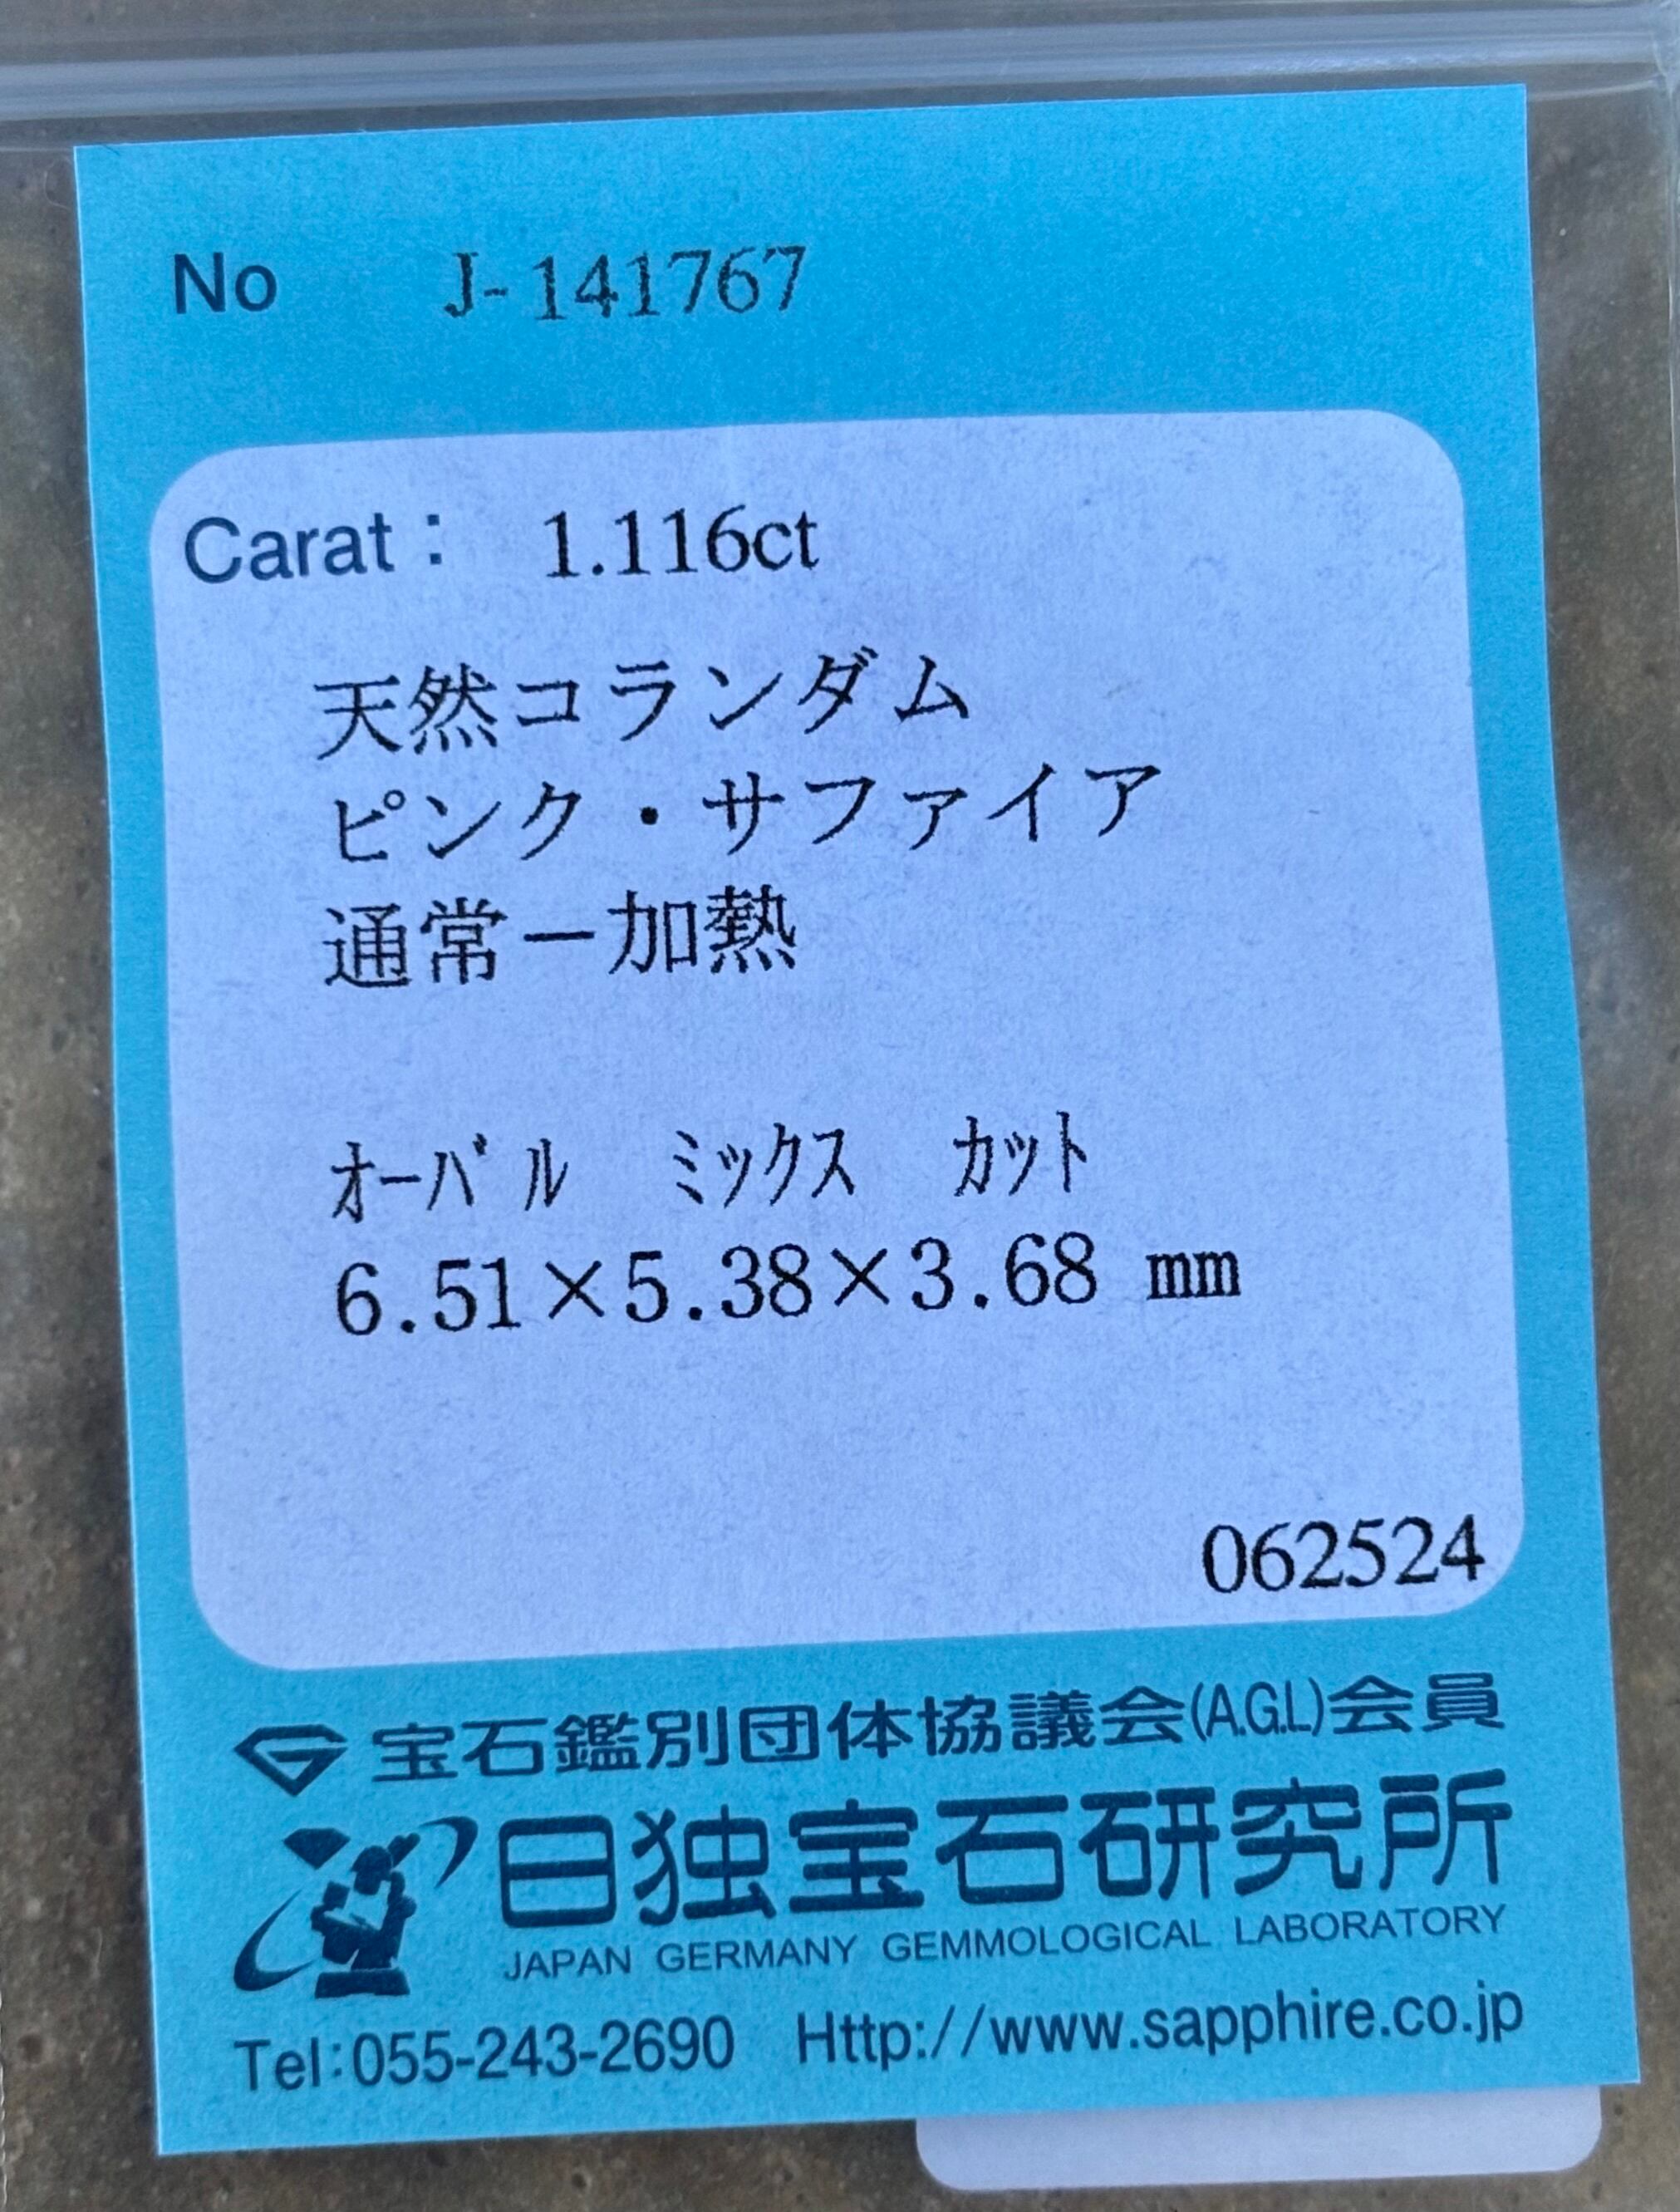 No J-141767
Carat： 1.116ct
天然コランダム
ピンク・サファイア
通常－加熱
ｵｰﾊﾞﾙ ﾐｯｸｽ ｶｯﾄ
6.51×5.38×3.68 mm
062524
宝石鑑別団体協議会(A.G.L)会員
日独宝石研究所
JAPAN GERMANY GEMMOLOGICAL LABORATORY
Tel:055-243-2690 Http://www.sapphire.co.jp